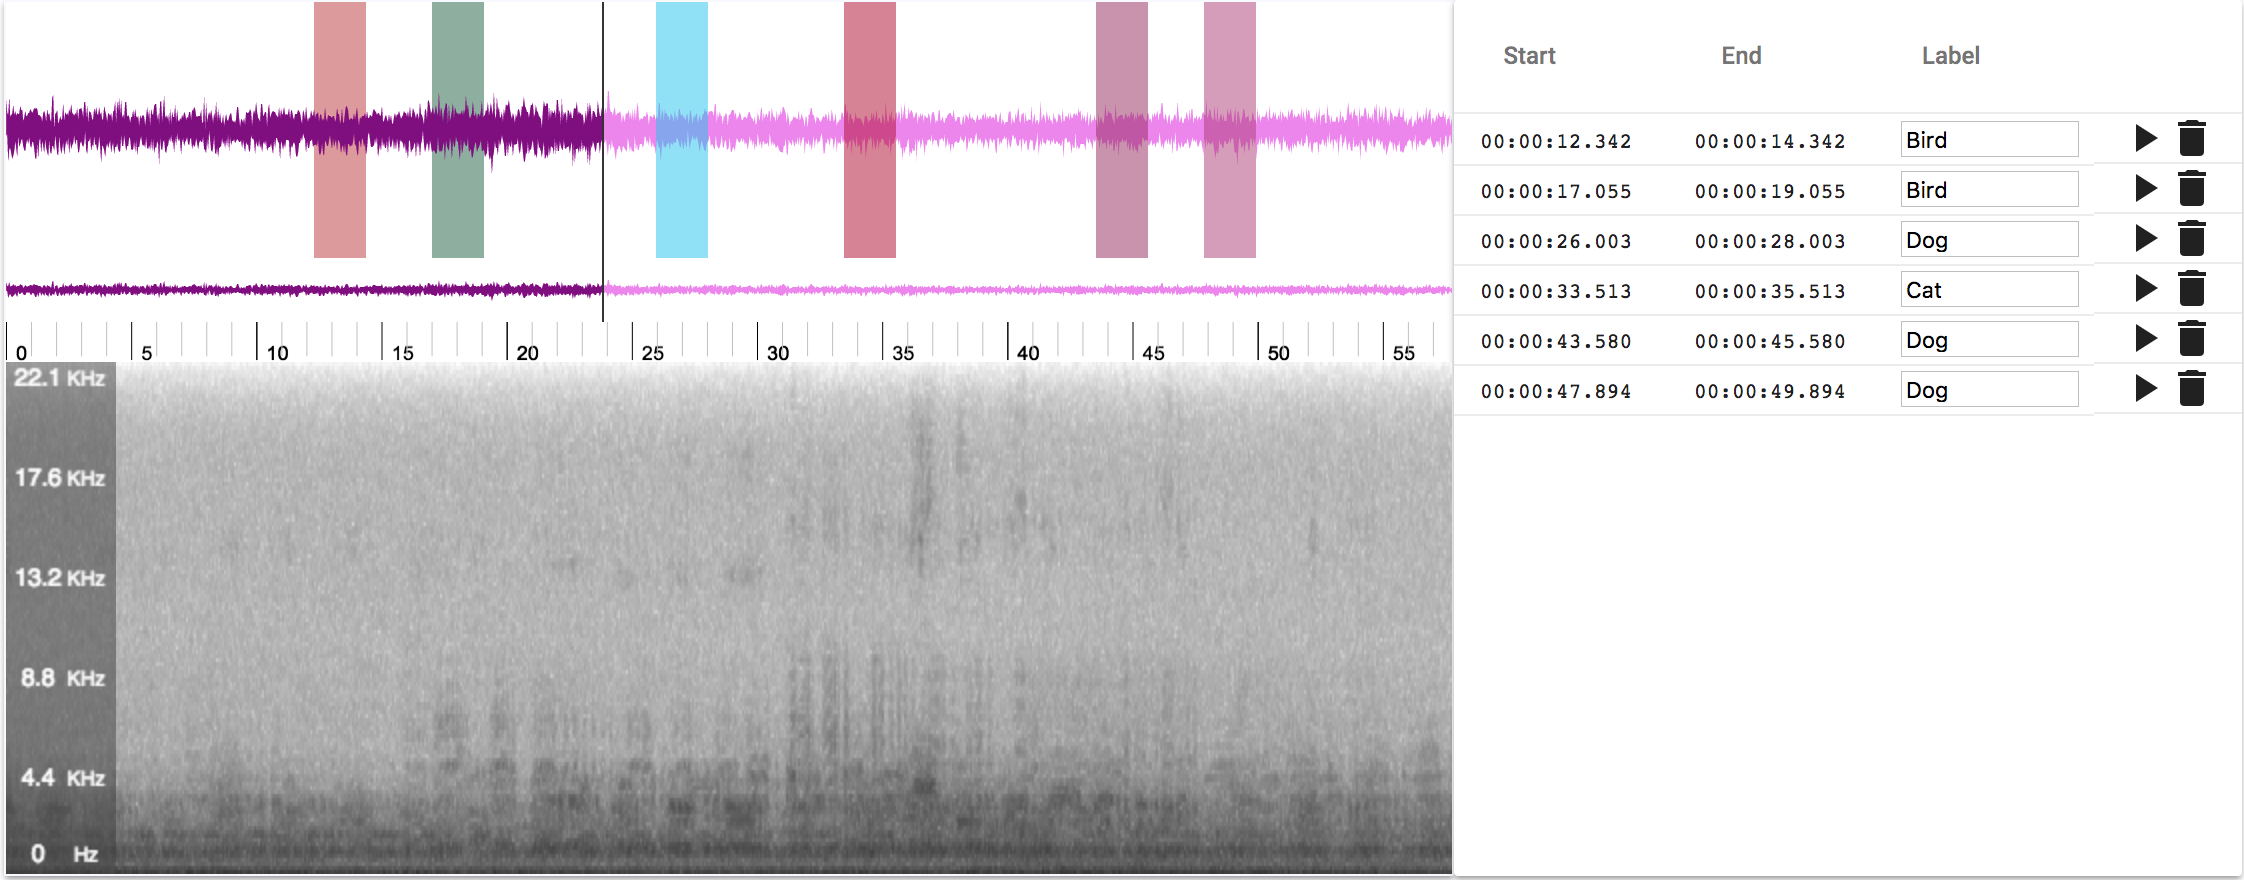 0 5 10 15 20 25 30 35 40 45 50 55
22.1 KHz
17.6 KHz
13.2 KHz
8.8 KHz
4.4 KHz
0 Hz
Start End Label
00:00:12.342 00:00:14.342 Bird
00:00:17.055 00:00:19.055 Bird
00:00:26.003 00:00:28.003 Dog
00:00:33.513 00:00:35.513 Cat
00:00:43.580 00:00:45.580 Dog
00:00:47.894 00:00:49.894 Dog